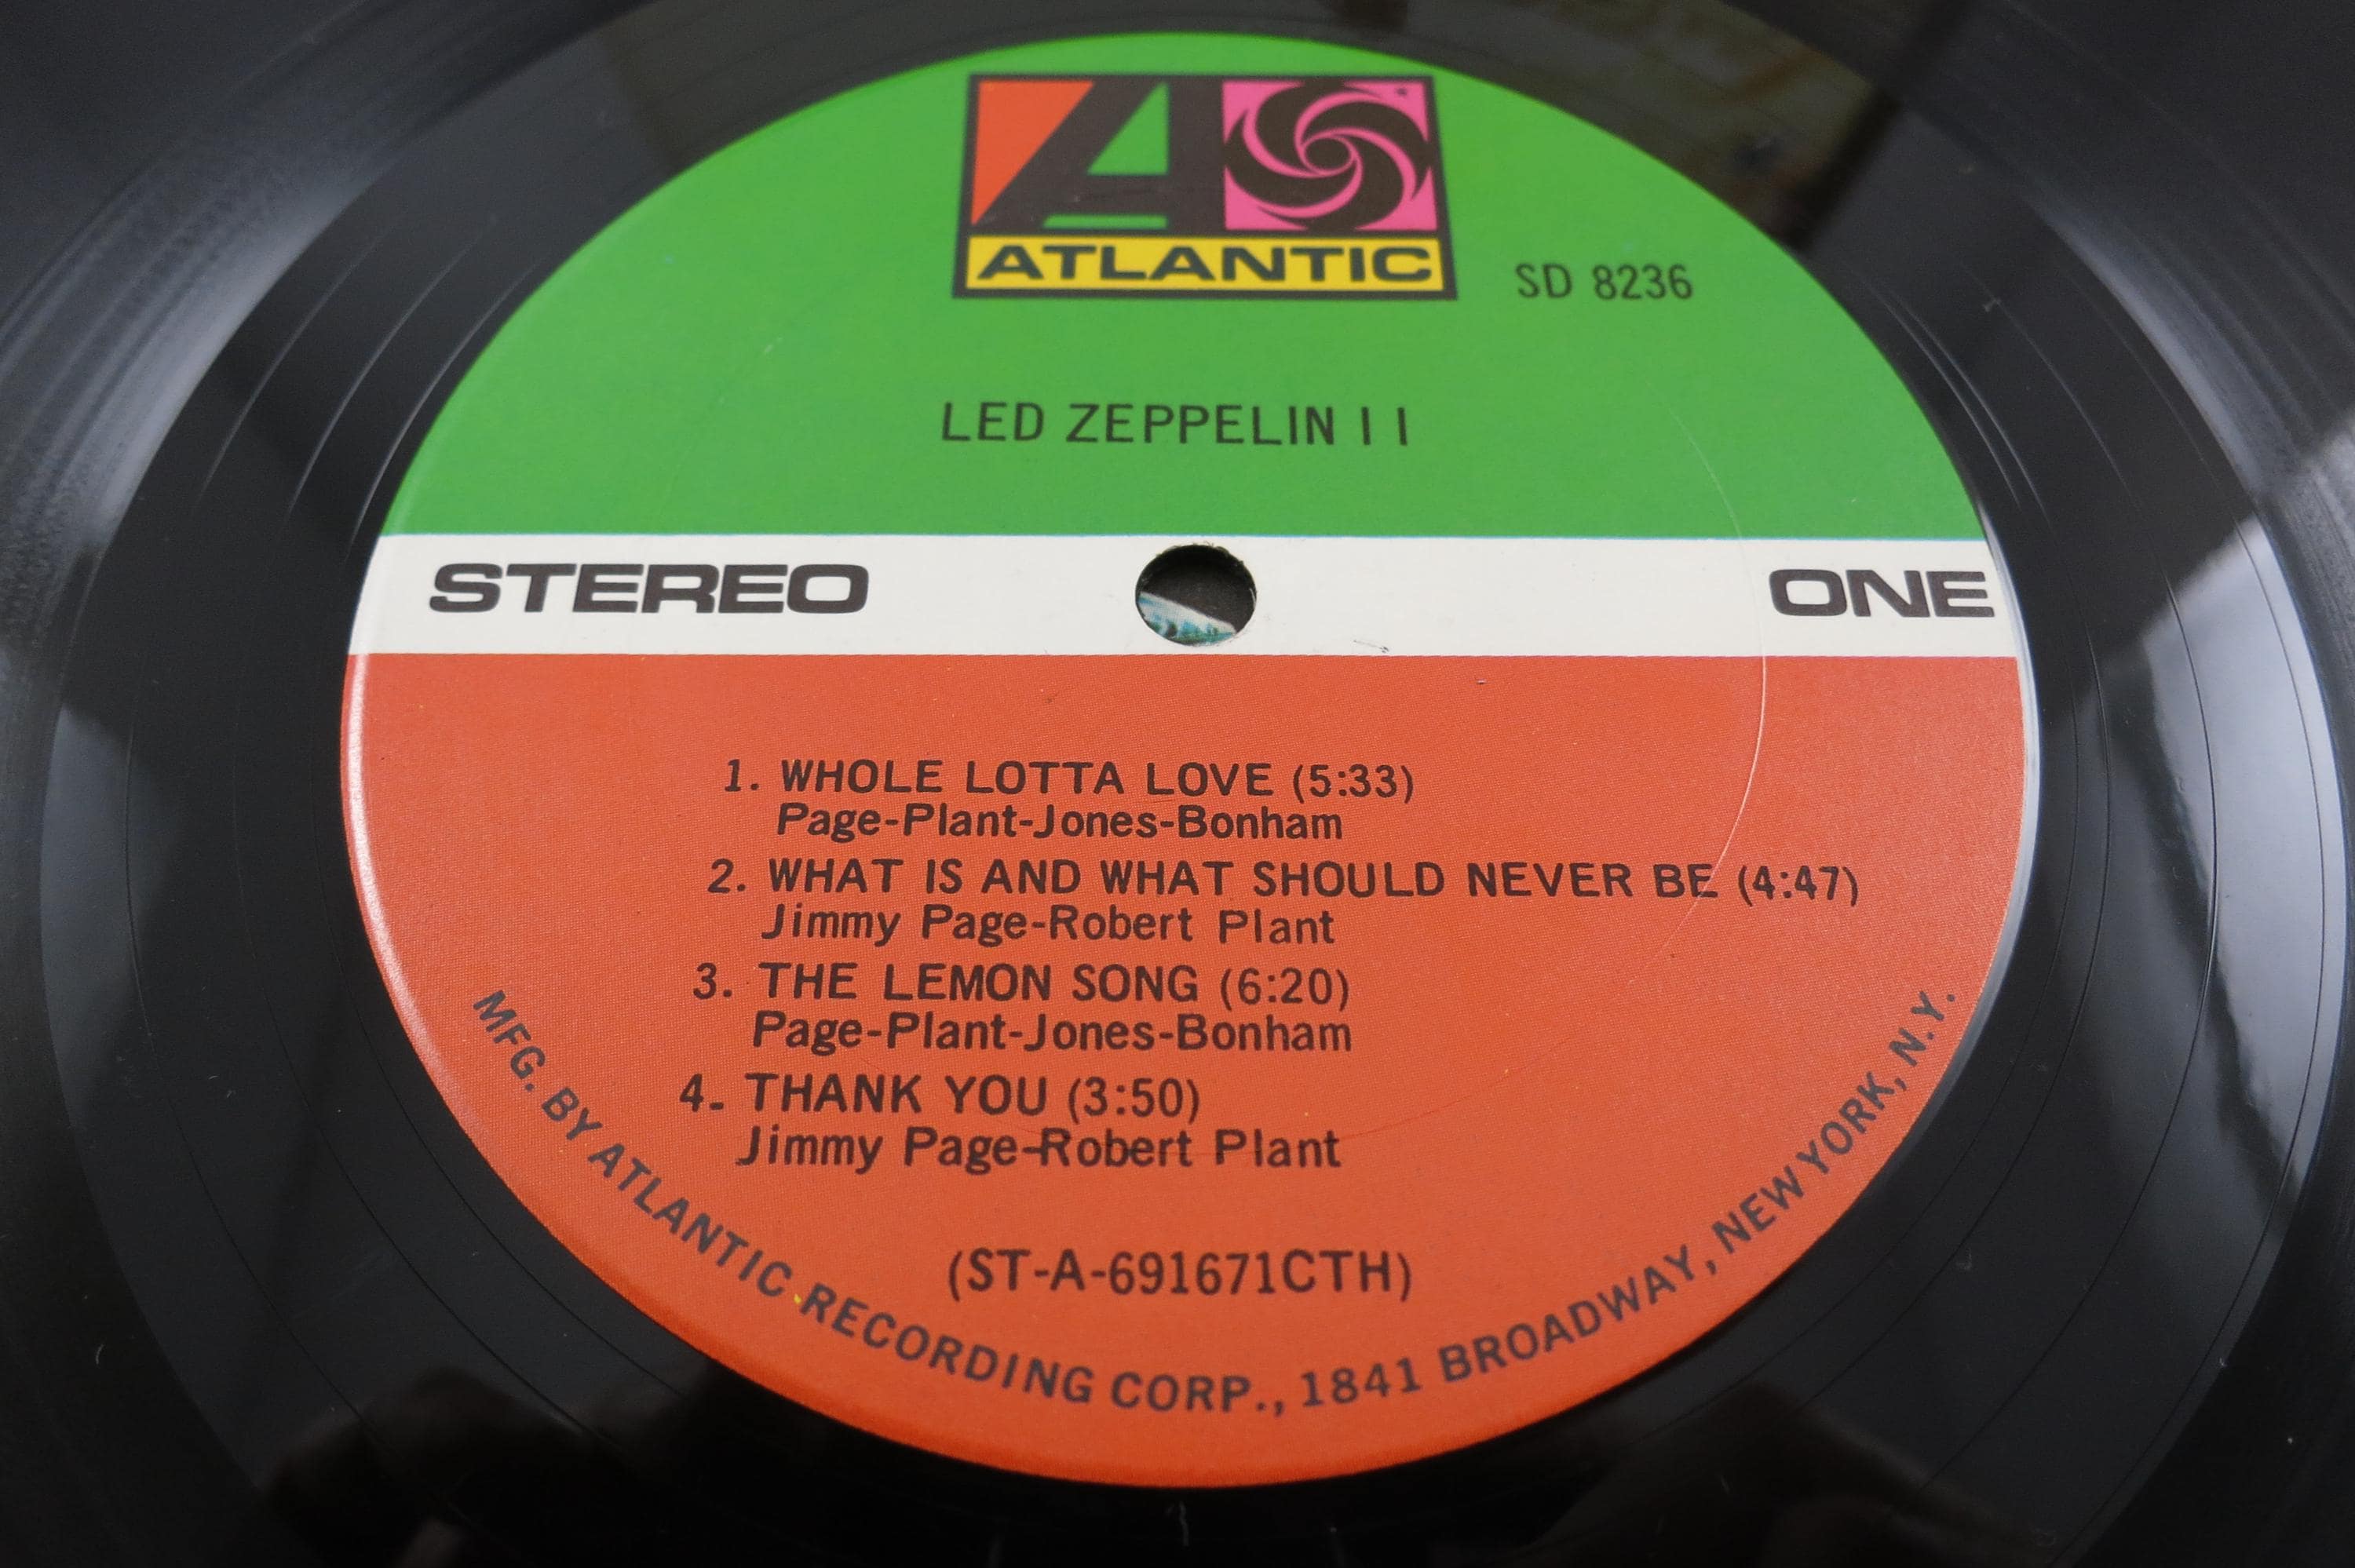 ATLANTIC
SD 8236
LED ZEPPELIN II
STEREO
ONE
1. WHOLE LOTTA LOVE (5:33)
Page-Plant-Jones-Bonham
2. WHAT IS AND WHAT SHOULD NEVER BE (4:47)
Jimmy Page-Robert Plant
3. THE LEMON SONG (6:20)
Page-Plant-Jones-Bonham
4. THANK YOU (3:50)
Jimmy Page-Robert Plant
(ST-A-691671CTH)
MFG. BY ATLANTIC RECORDING CORP., 1841 BROADWAY, NEW YORK, N.Y.